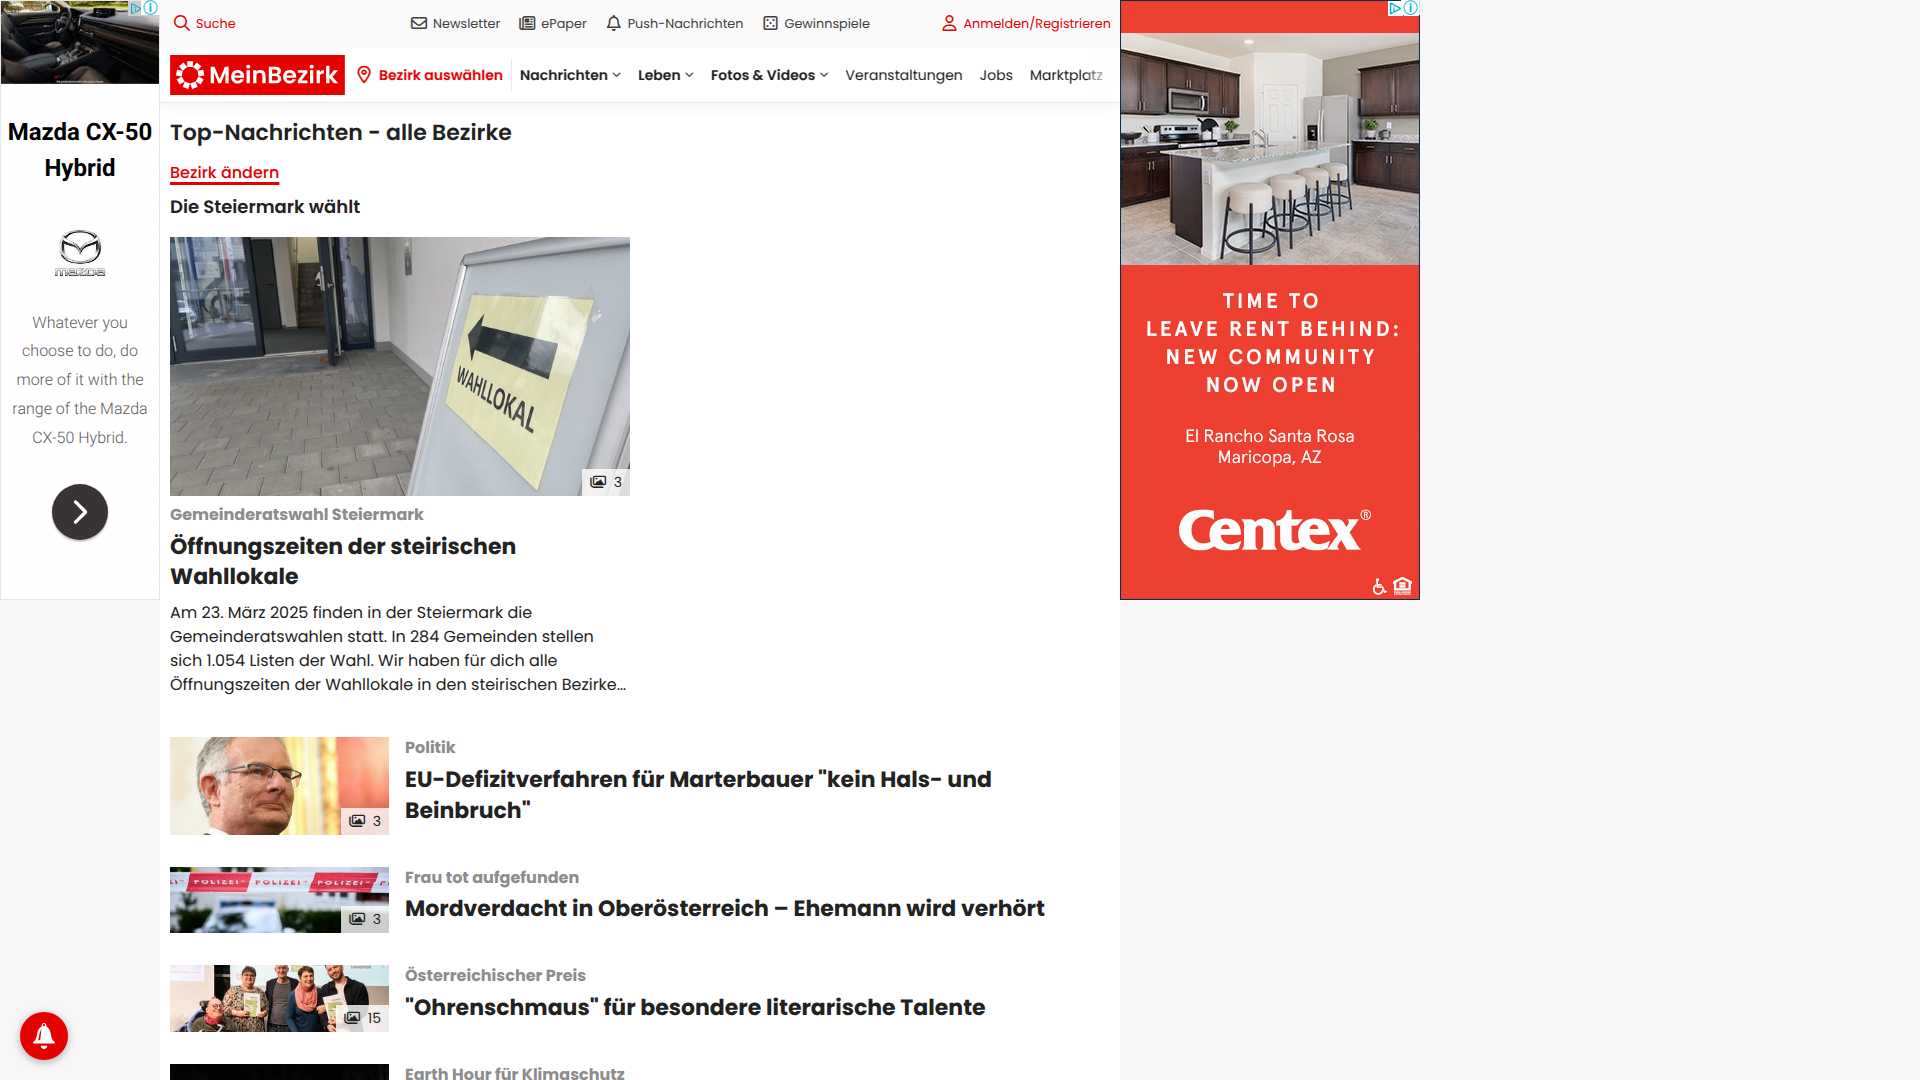 Suche
Newsletter
ePaper
Push-Nachrichten
Gewinnspiele
Anmelden/Registrieren
MeinBezirk
Bezirk auswählen
Nachrichten
Leben
Fotos & Videos
Veranstaltungen
Jobs
Marktplatz
Mazda CX-50
Hybrid
mazda
Whatever you
choose to do, do
more of it with the
range of the Mazda
CX-50 Hybrid.
Top-Nachrichten - alle Bezirke
Bezirk ändern
Die Steiermark wählt
WAHLLOKAL
3
Gemeinderatswahl Steiermark
Öffnungszeiten der steirischen
Wahllokale
Am 23. März 2025 finden in der Steiermark die
Gemeinderatswahlen statt. In 284 Gemeinden stellen
sich 1.054 Listen der Wahl. Wir haben für dich alle
Öffnungszeiten der Wahllokale in den steirischen Bezirke...
3
Politik
EU-Defizitverfahren für Marterbauer "kein Hals- und
Beinbruch"
POLIZEI POLIZEI POLIZEI
3
Frau tot aufgefunden
Mordverdacht in Oberösterreich – Ehemann wird verhört
15
Österreichischer Preis
"Ohrenschmaus" für besondere literarische Talente
Earth Hour für Klimaschutz
TIME TO
LEAVE RENT BEHIND:
NEW COMMUNITY
NOW OPEN
El Rancho Santa Rosa
Maricopa, AZ
Centex®